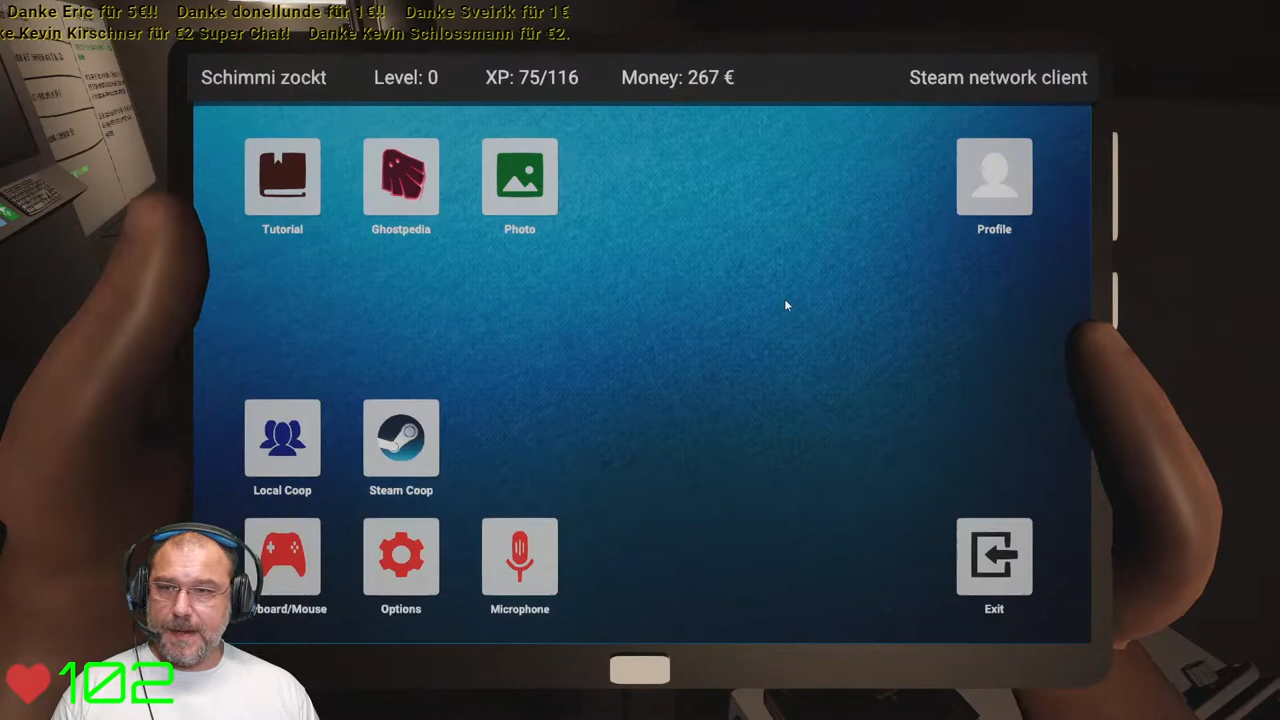 Danke Eric für 5€!! Danke donellunde für 1€!! Danke Sveirik für 1€
ke Kevin Kirschner für €2 Super Chat! Danke Kevin Schlossmann für €2.
Schimmi zockt Level: 0 XP: 75/116 Money: 267 € Steam network client
Tutorial Ghostpedia Photo Profile
Local Coop Steam Coop
board/Mouse Options Microphone Exit
102